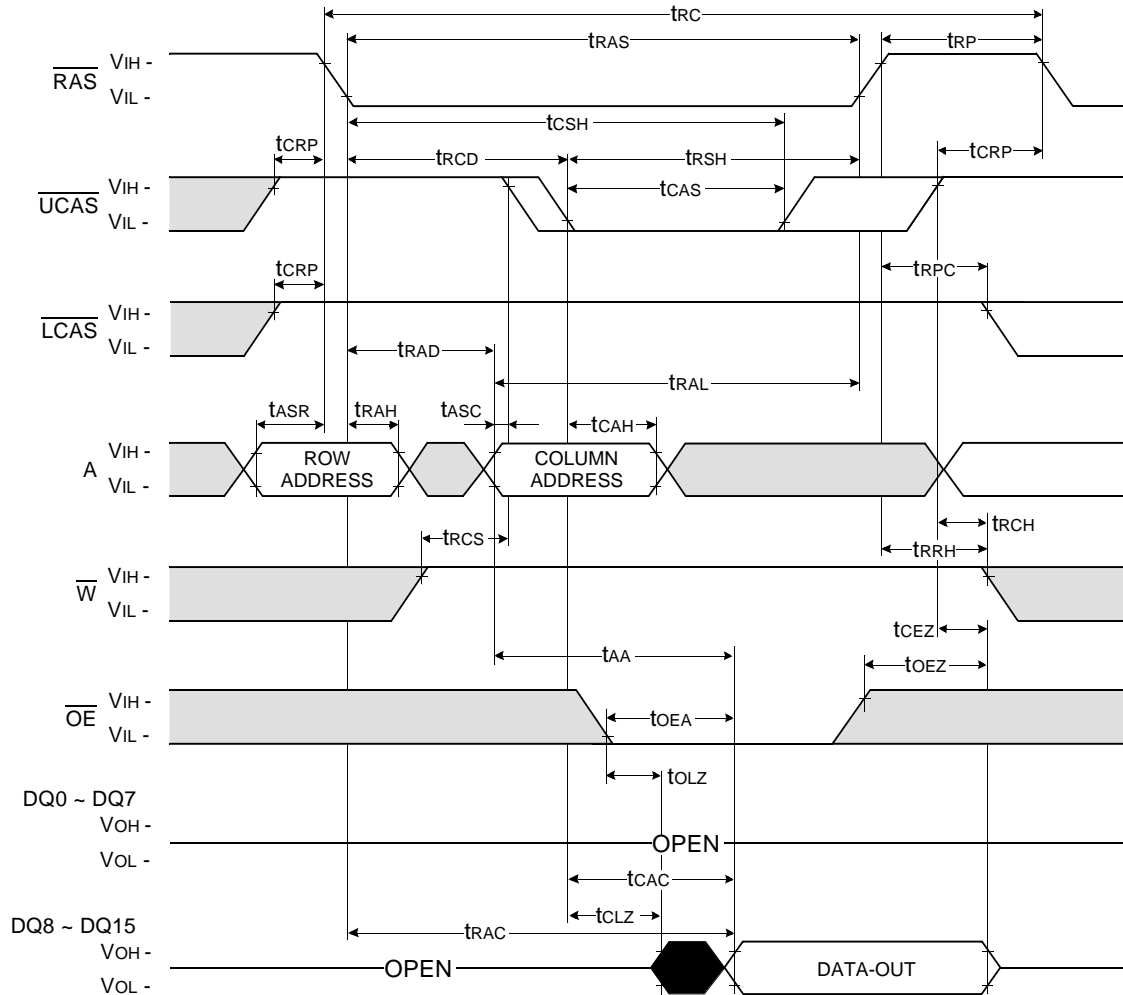 tRC
tRAS tRP
RAS VIH -
VIL -
tCSH
tCRP tRCD tRSH tCRP
UCAS VIH -
VIL -
tCAS
tCRP tRPC
LCAS VIH -
VIL -
tRAD
tRAL
tASR tRAH tASC tCAH
A VIH -
VIL -
ROW
ADDRESS
COLUMN
ADDRESS
tRCS tRCH
tRRH
W VIH -
VIL -
tCEZ
tAA tOEZ
OE VIH -
VIL -
tOEA
tOLZ
DQ0 ~ DQ7
VOH -
VOL -
OPEN
tCAC
tCLZ
DQ8 ~ DQ15
tRAC
VOH -
VOL -
OPEN DATA-OUT